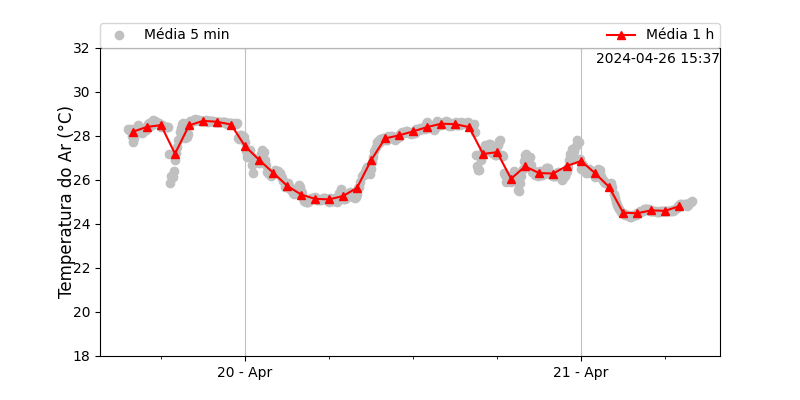 Média 5 min
Média 1 h
2024-04-26 15:37
Temperatura do Ar (°C)
32
30
28
26
24
22
20
18
20 - Apr
21 - Apr